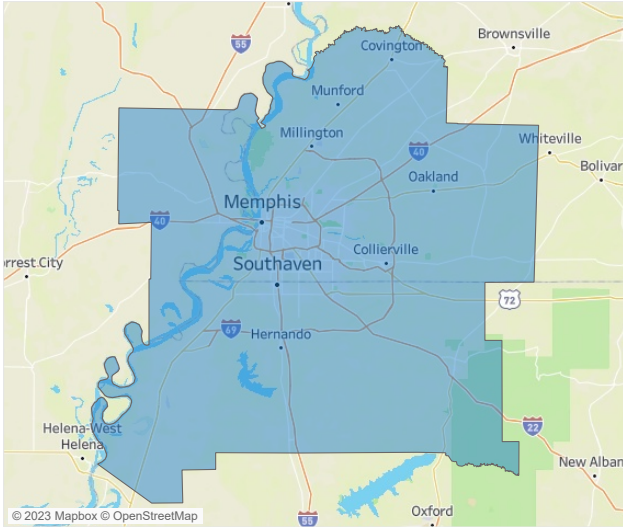 55
Covington
Brownsville
Munford
Millington
40
Whiteville
Bolivar
Oakland
Memphis
40
Collierville
Southaven
rrest City
72
69
Hernando
22
Helena-West
Helena
New Alban
Oxford
55
© 2023 Mapbox © OpenStreetMap